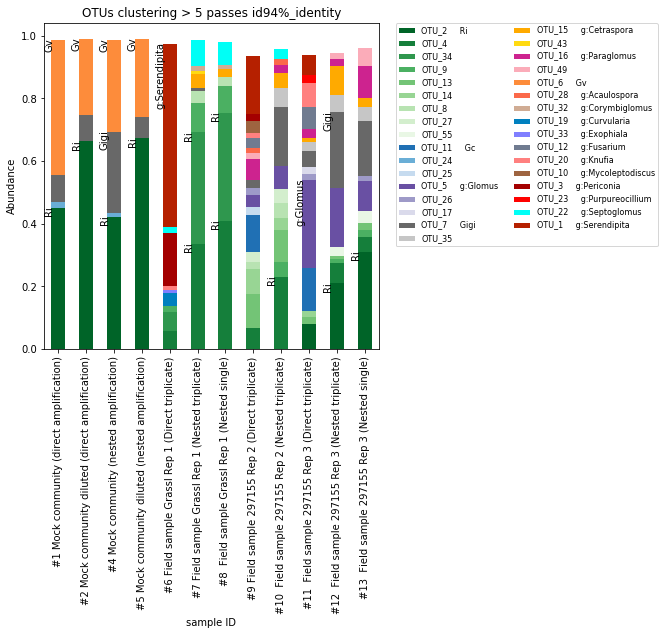 OTUs clustering > 5 passes id94%_identity
1.0
0.8
0.6
0.4
0.2
0.0
Abundance
Gv
Ri
Gv
Ri
Gv
Gigi
Ri
Gv
Ri
g:Serendipita
Ri
Ri
Ri
Ri
Ri
g:Glomus
Gigi
Ri
Ri
#1 Mock community (direct amplification)
#2 Mock community diluted (direct amplification)
#4 Mock community (nested amplification)
#5 Mock community diluted (nested amplification)
#6 Field sample Grassl Rep 1 (Direct triplicate)
#7 Field sample Grassl Rep 1 (Nested triplicate)
#8 Field sample Grassl Rep 1 (Nested single)
#9 Field sample 297155 Rep 2 (Direct triplicate)
#10 Field sample 297155 Rep 2 (Nested triplicate)
#11 Field sample 297155 Rep 3 (Direct triplicate)
#12 Field sample 297155 Rep 3 (Nested triplicate)
#13 Field sample 297155 Rep 3 (Nested single)
sample ID
OTU_2 Ri
OTU_4
OTU_34
OTU_9
OTU_13
OTU_14
OTU_8
OTU_27
OTU_55
OTU_11 Gc
OTU_24
OTU_25
OTU_5 g:Glomus
OTU_26
OTU_17
OTU_7 Gigi
OTU_35
OTU_15 g:Cetraspora
OTU_43
OTU_16 g:Paraglomus
OTU_49
OTU_6 Gv
OTU_28 g:Acaulospora
OTU_32 g:Corymbiglomus
OTU_19 g:Curvularia
OTU_33 g:Exophiala
OTU_12 g:Fusarium
OTU_20 g:Knufia
OTU_10 g:Mycoleptodiscus
OTU_3 g:Periconia
OTU_23 g:Purpureocillium
OTU_22 g:Septoglomus
OTU_1 g:Serendipita